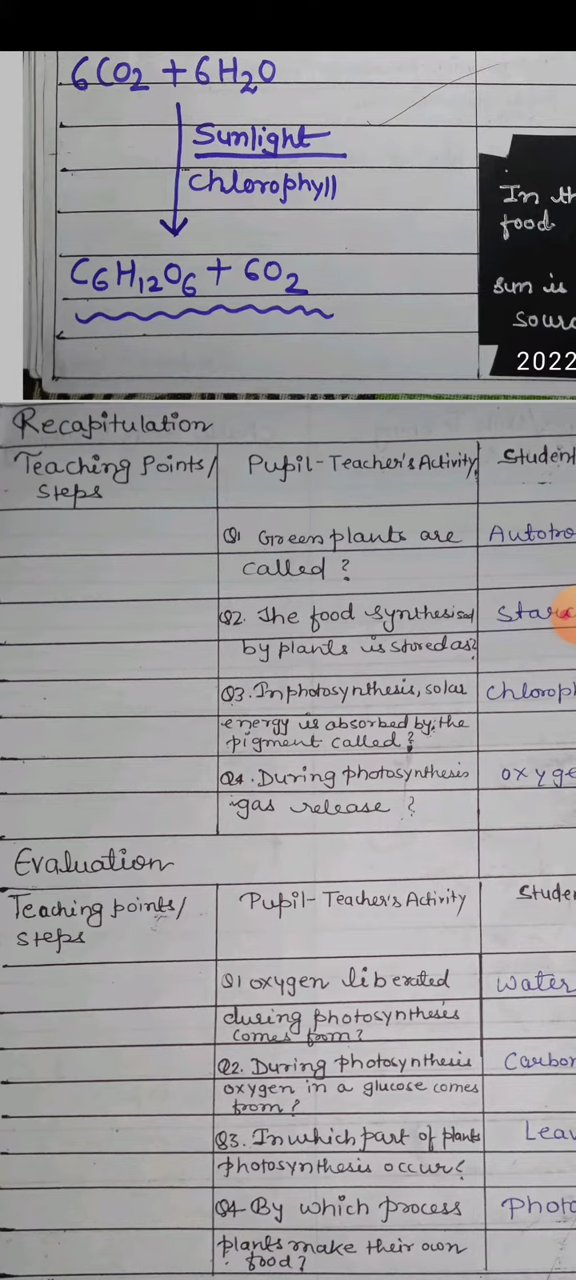 6CO2 + 6H2O
Sunlight
Chlorophyll
C6H12O6 + 6O2
In th
food
sun is
sourc
2022
Recapitulation
Teaching Points/ Pupil-Teacher's Activity Student
steps
Q1 Green plants are Autotro
called?
Q2. The food synthesised Starc
by plants is stored as?
Q3. In photosynthesis, solar Chloroph
energy is absorbed by the
pigment called?
Q4. During photosynthesis oxyge
gas release?
Evaluation
Teaching points/ Pupil-Teacher's Activity Studen
steps
Q1 oxygen liberated Water
during photosynthesis
comes from?
Q2. During photosynthesis Carbon
oxygen in a glucose comes
from?
Q3. In which part of plants Leav
photosynthesis occur?
Q4 By which process Photo
plants make their own
food?